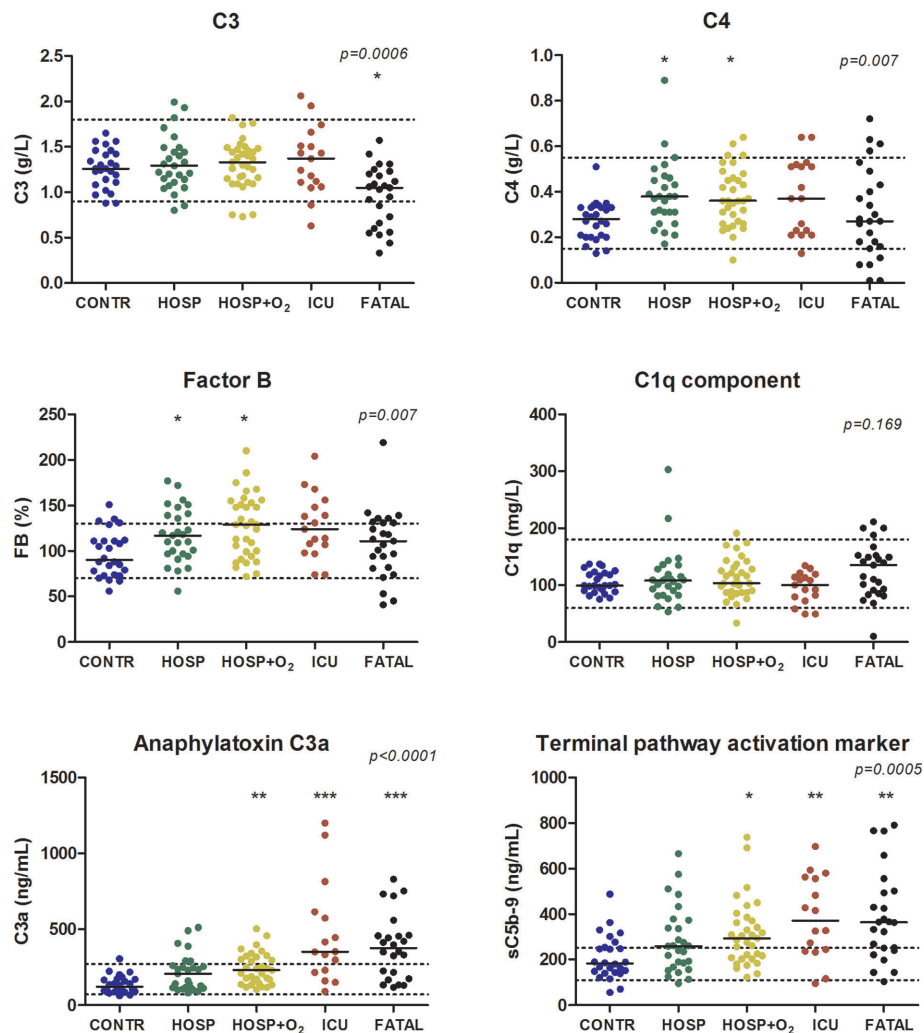 C3
p=0.0006
*
C3 (g/L)
2.5
2.0
1.5
1.0
0.5
0.0
CONTR HOSP HOSP+O₂ ICU FATAL
C4
p=0.007
* *
C4 (g/L)
1.0
0.8
0.6
0.4
0.2
0.0
CONTR HOSP HOSP+O₂ ICU FATAL
Factor B
p=0.007
* *
FB (%)
250
200
150
100
50
0
CONTR HOSP HOSP+O₂ ICU FATAL
C1q component
p=0.169
C1q (mg/L)
400
300
200
100
0
CONTR HOSP HOSP+O₂ ICU FATAL
Anaphylatoxin C3a
p<0.0001
** *** ***
C3a (ng/mL)
1500
1000
500
0
CONTR HOSP HOSP+O₂ ICU FATAL
Terminal pathway activation marker
p=0.0005
* ** **
sC5b-9 (ng/mL)
1000
800
600
400
200
0
CONTR HOSP HOSP+O₂ ICU FATAL